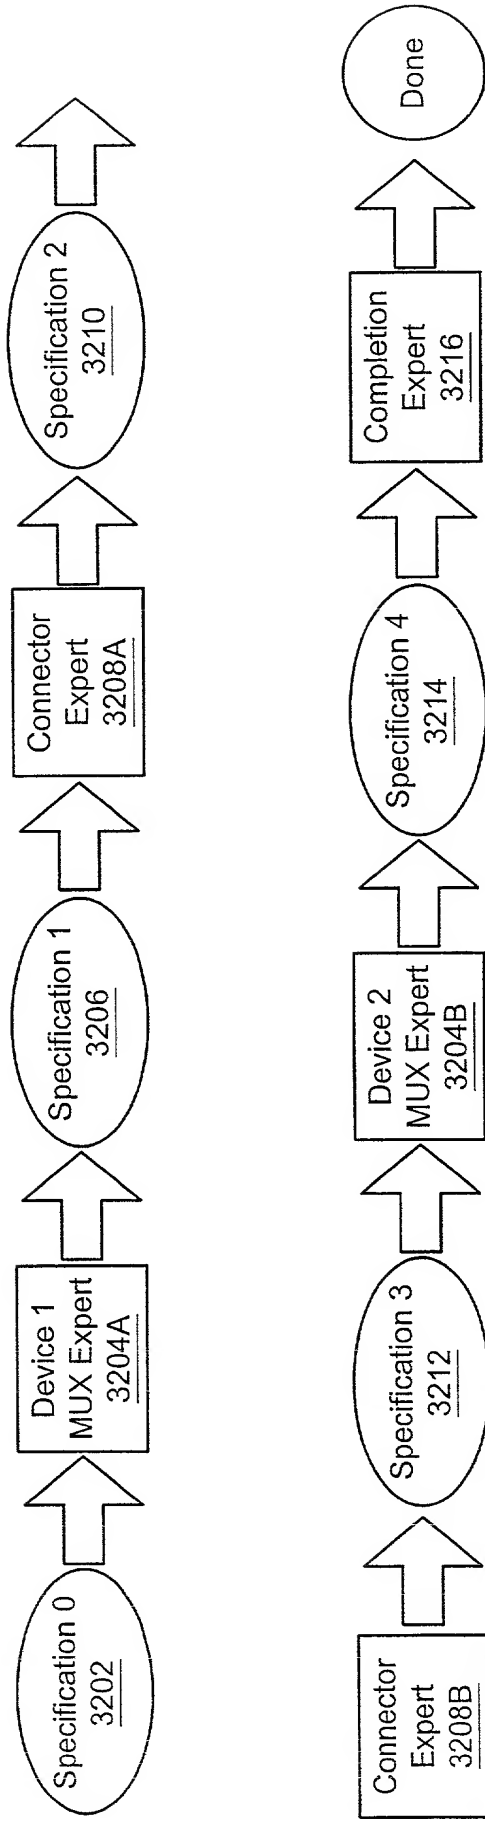 Specification 0
3202
Device 1
MUX Expert
3204A
Specification 1
3206
Connector
Expert
3208A
Specification 2
3210
Connector
Expert
3208B
Specification 3
3212
Device 2
MUX Expert
3204B
Specification 4
3214
Completion
Expert
3216
Done